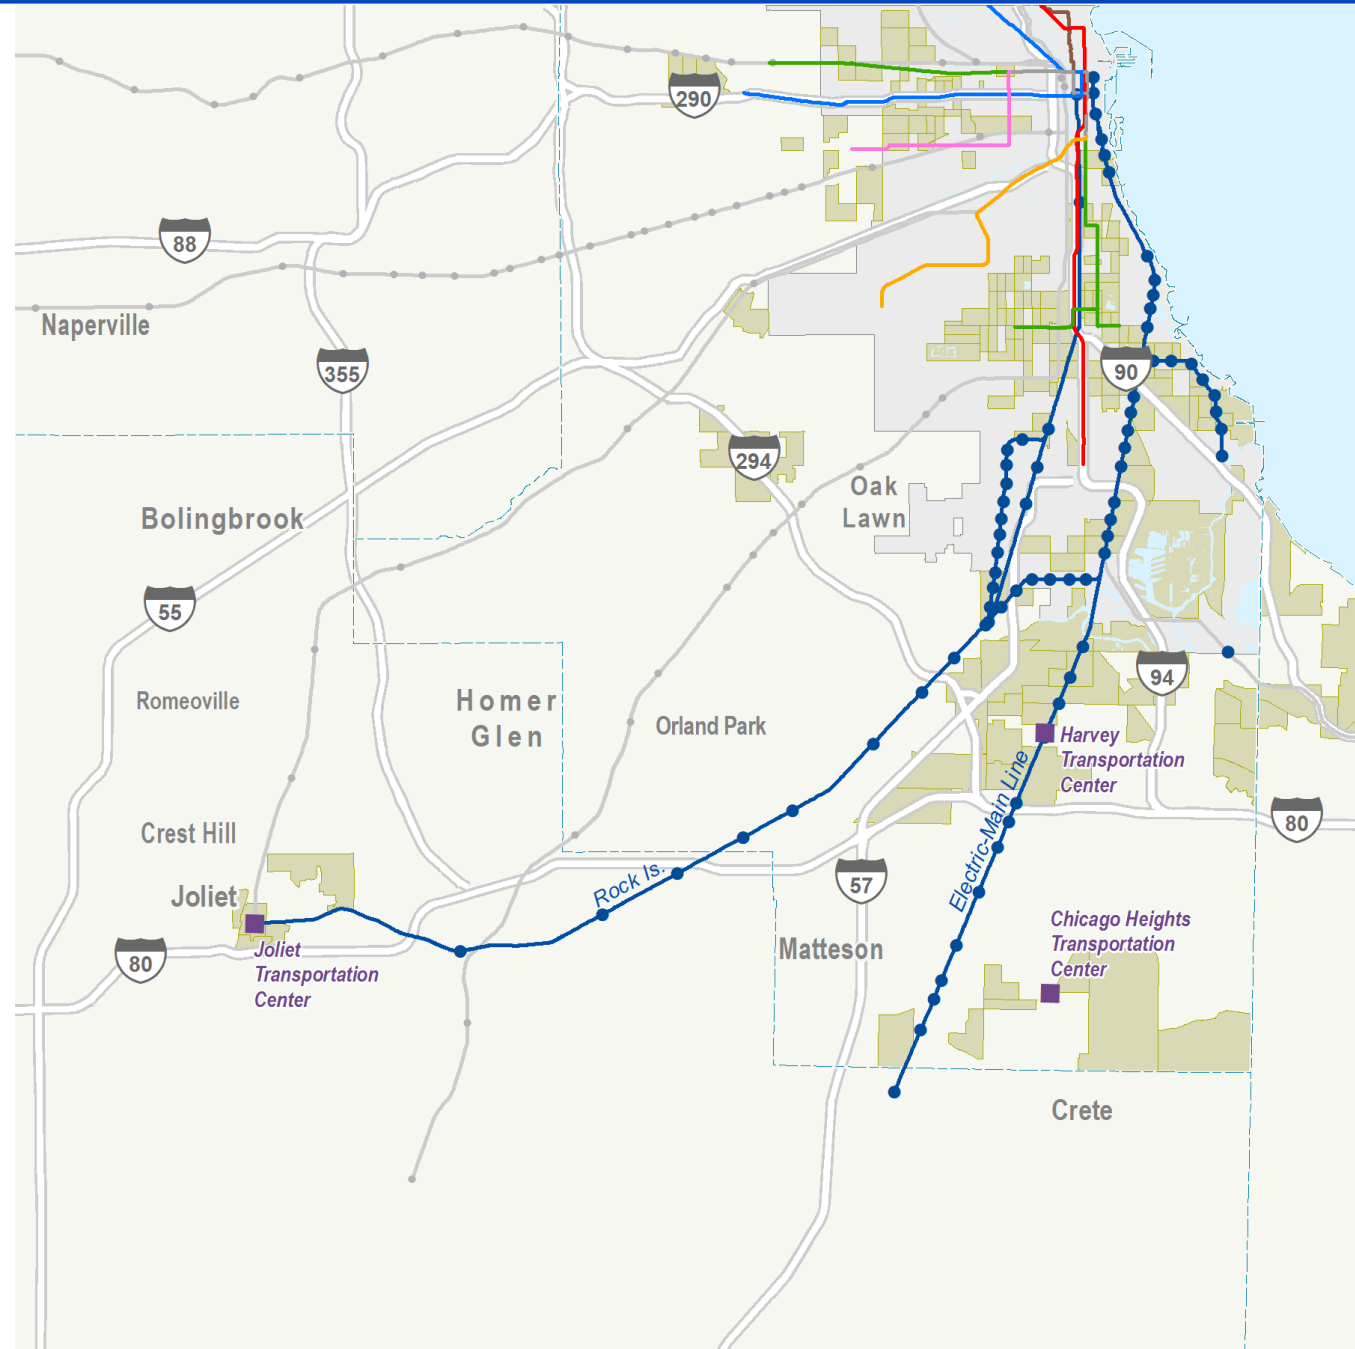 290
88
Naperville
355
90
294
Oak
Lawn
Bolingbrook
55
94
Romeoville
Homer
Glen
Orland Park
Harvey
Transportation
Center
Electric-Main Line
80
Crest Hill
Rock Is.
57
Joliet
Joliet
Transportation
Center
80
Matteson
Chicago Heights
Transportation
Center
Crete